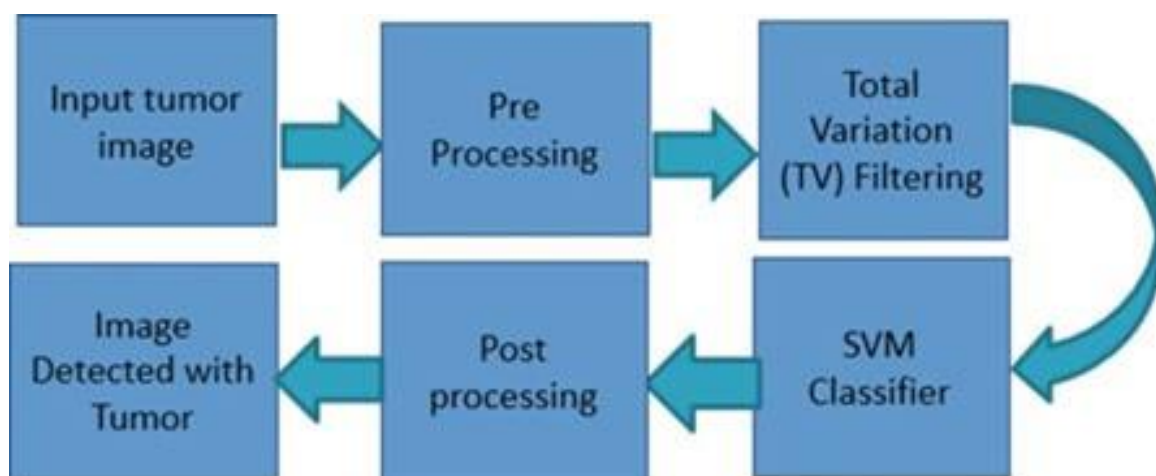 Input tumor
image
Pre
Processing
Total
Variation
(TV) Filtering
SVM
Classifier
Post
processing
Image
Detected with
Tumor